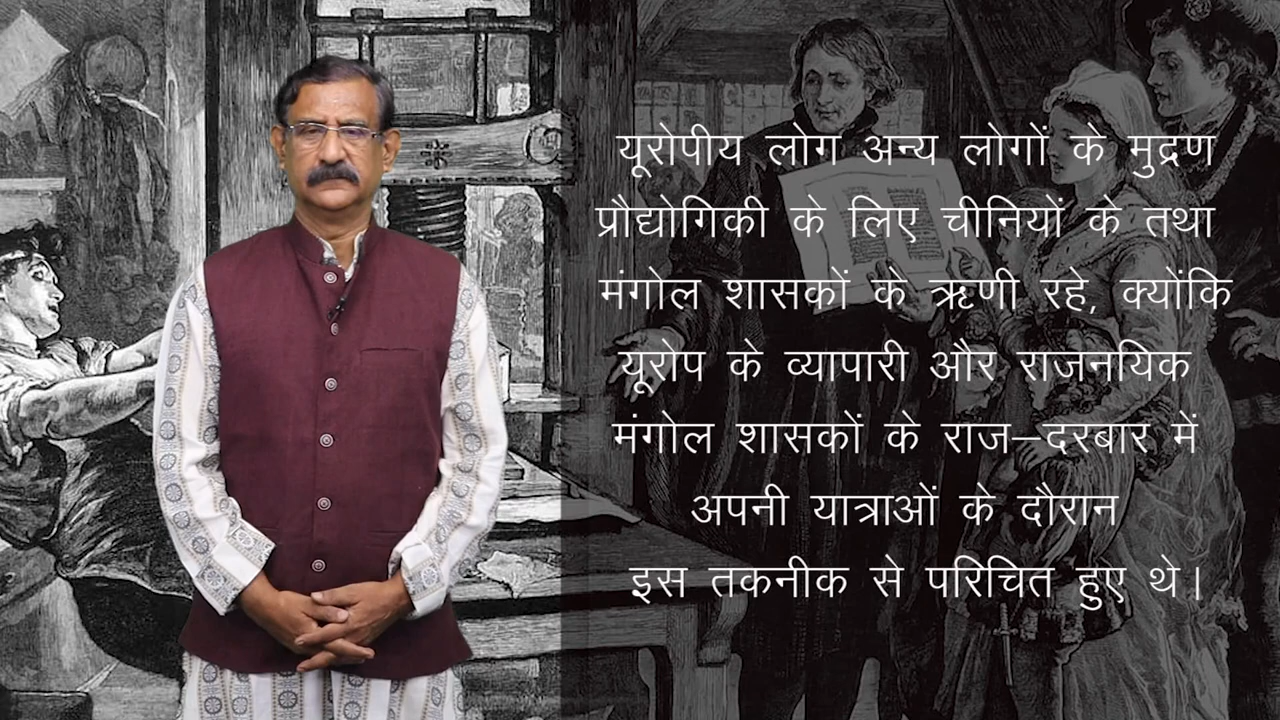 यूरोपीय लोग अन्य लोगों के मुद्रण
प्रौद्योगिकी के लिए चीनियों के तथा
मंगोल शासकों के ऋणी रहे, क्योंकि
यूरोप के व्यापारी और राजनयिक
मंगोल शासकों के राज–दरबार में
अपनी यात्राओं के दौरान
इस तकनीक से परिचित हुए थे।